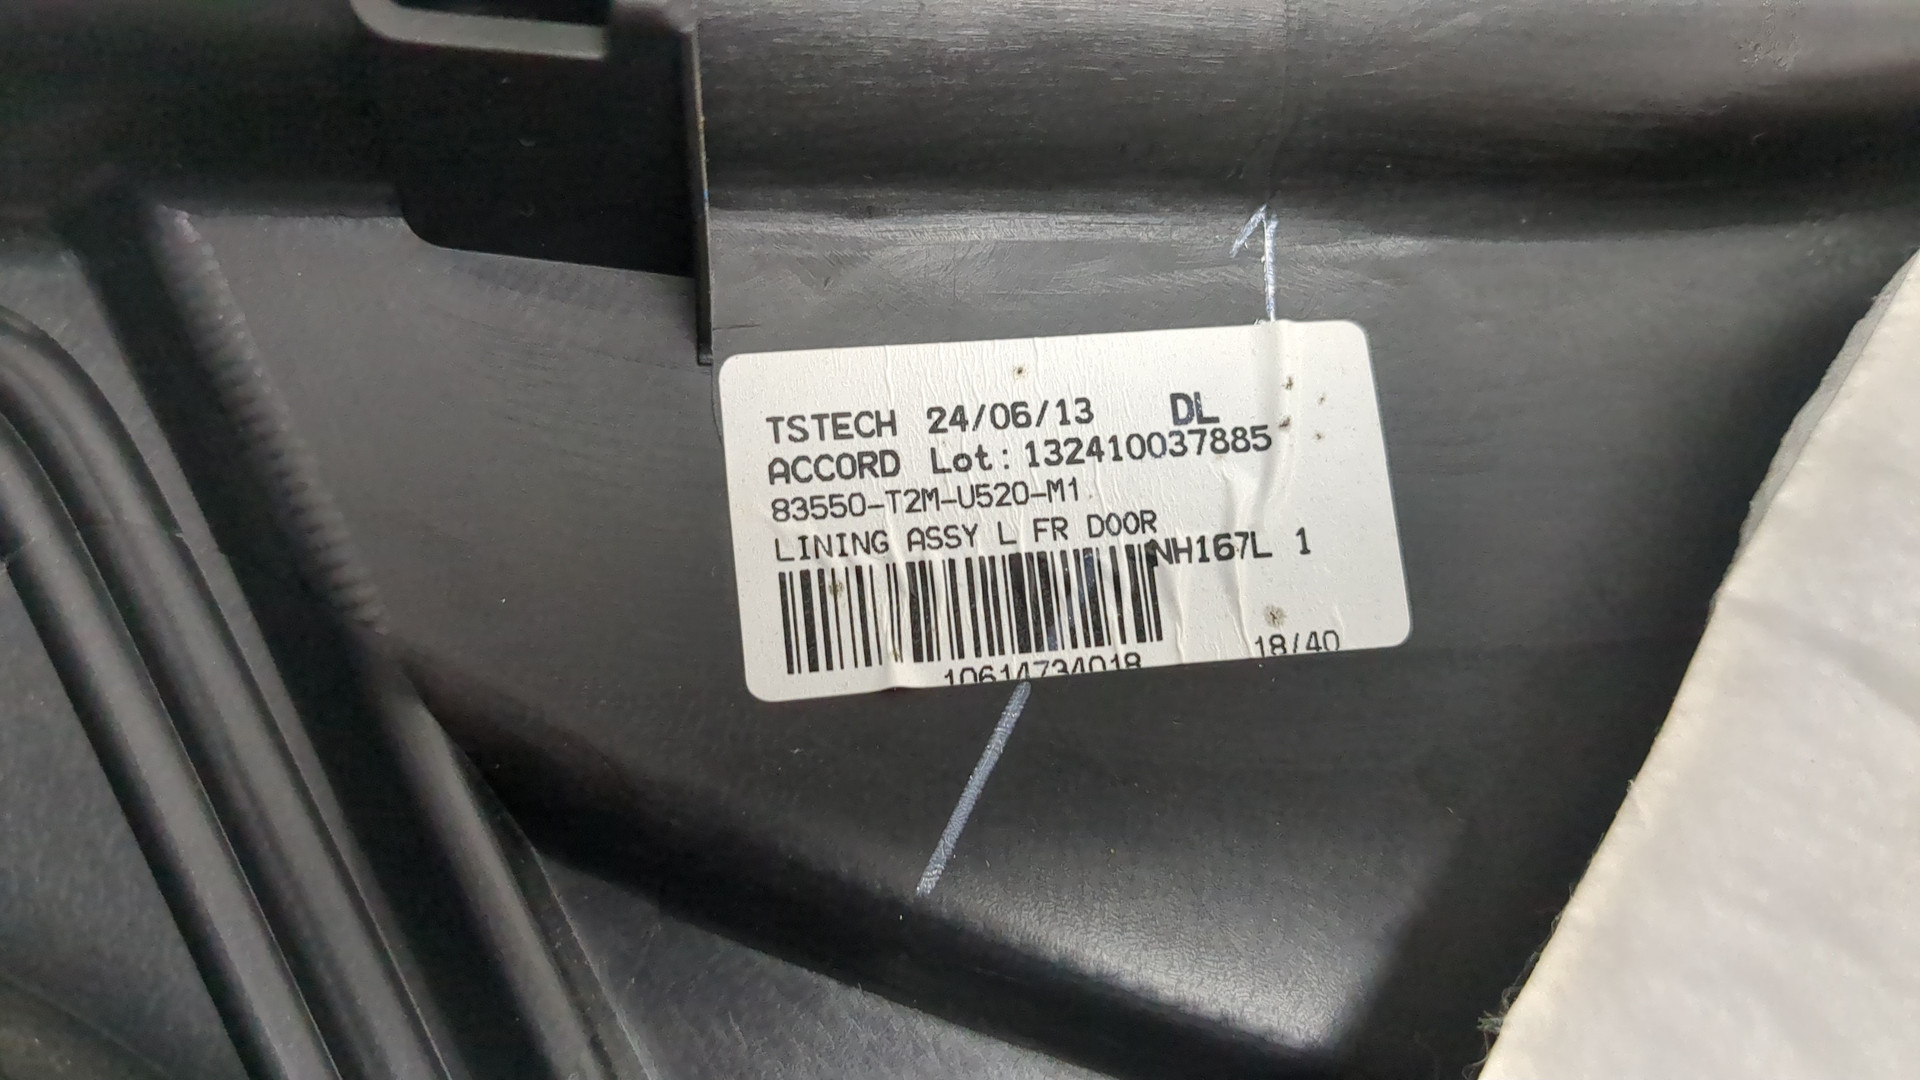 TSTECH 24/06/13 DL
ACCORD Lot: 132410037885
83550-T2M-U520-M1
LINING ASSY L FR DOOR
NH167L 1
18/40
10614734018